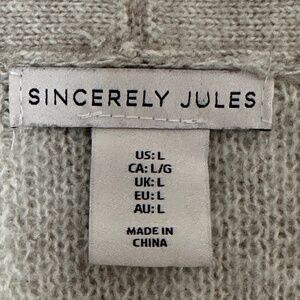 SINCERELY JULES
US: L
CA: L/G
UK: L
EU: L
AU: L
MADE IN
CHINA